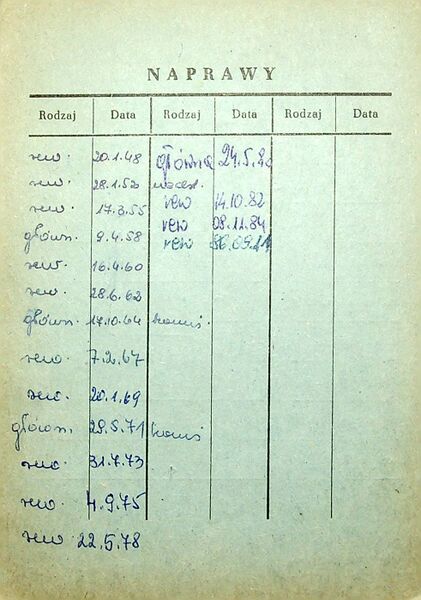 NAPRAWY
Rodzaj Data Rodzaj Data Rodzaj Data
rew. 20.1.48 główna 24.5.80
rew. 28.1.52
rew. 17.3.55 rew 14.10.82
rew 08.11.84
główn. 9.4.58 rew
rew. 16.4.60
rew. 28.6.62
główn. 17.10.64
rew. 7.2.67
rew. 20.1.69
główn. 29.5.71
rew. 31.7.73
rew 4.9.75
rew 22.5.78